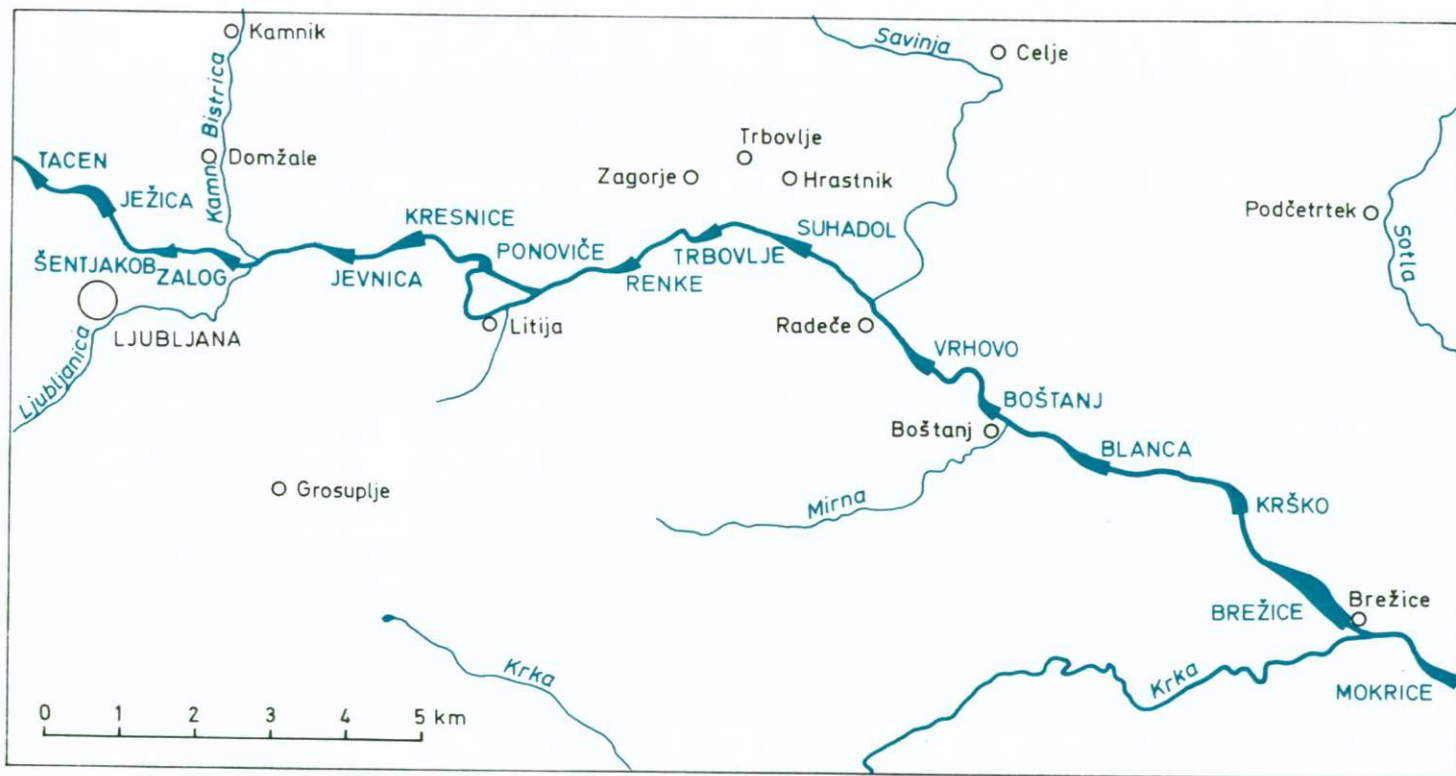 Kamnik
Savinja
Celje
Kamn. Bistrica
Trbovlje
TACEN
Domžale
Zagorje
Hrastnik
JEŽICA
Podčetrtek
KRESNICE
SUHADOL
PONOVIČE
Sotla
ŠENTJAKOB
ZALOG
JEVNICA
RENKE
TRBOVLJE
LJUBLJANA
Litija
Radeče
VRHOVO
Ljubljanica
BOŠTANJ
Boštanj
BLANCA
Grosuplje
Mirna
KRŠKO
BREŽICE
Brežice
Krka
Krka
MOKRICE
0 1 2 3 4 5 km